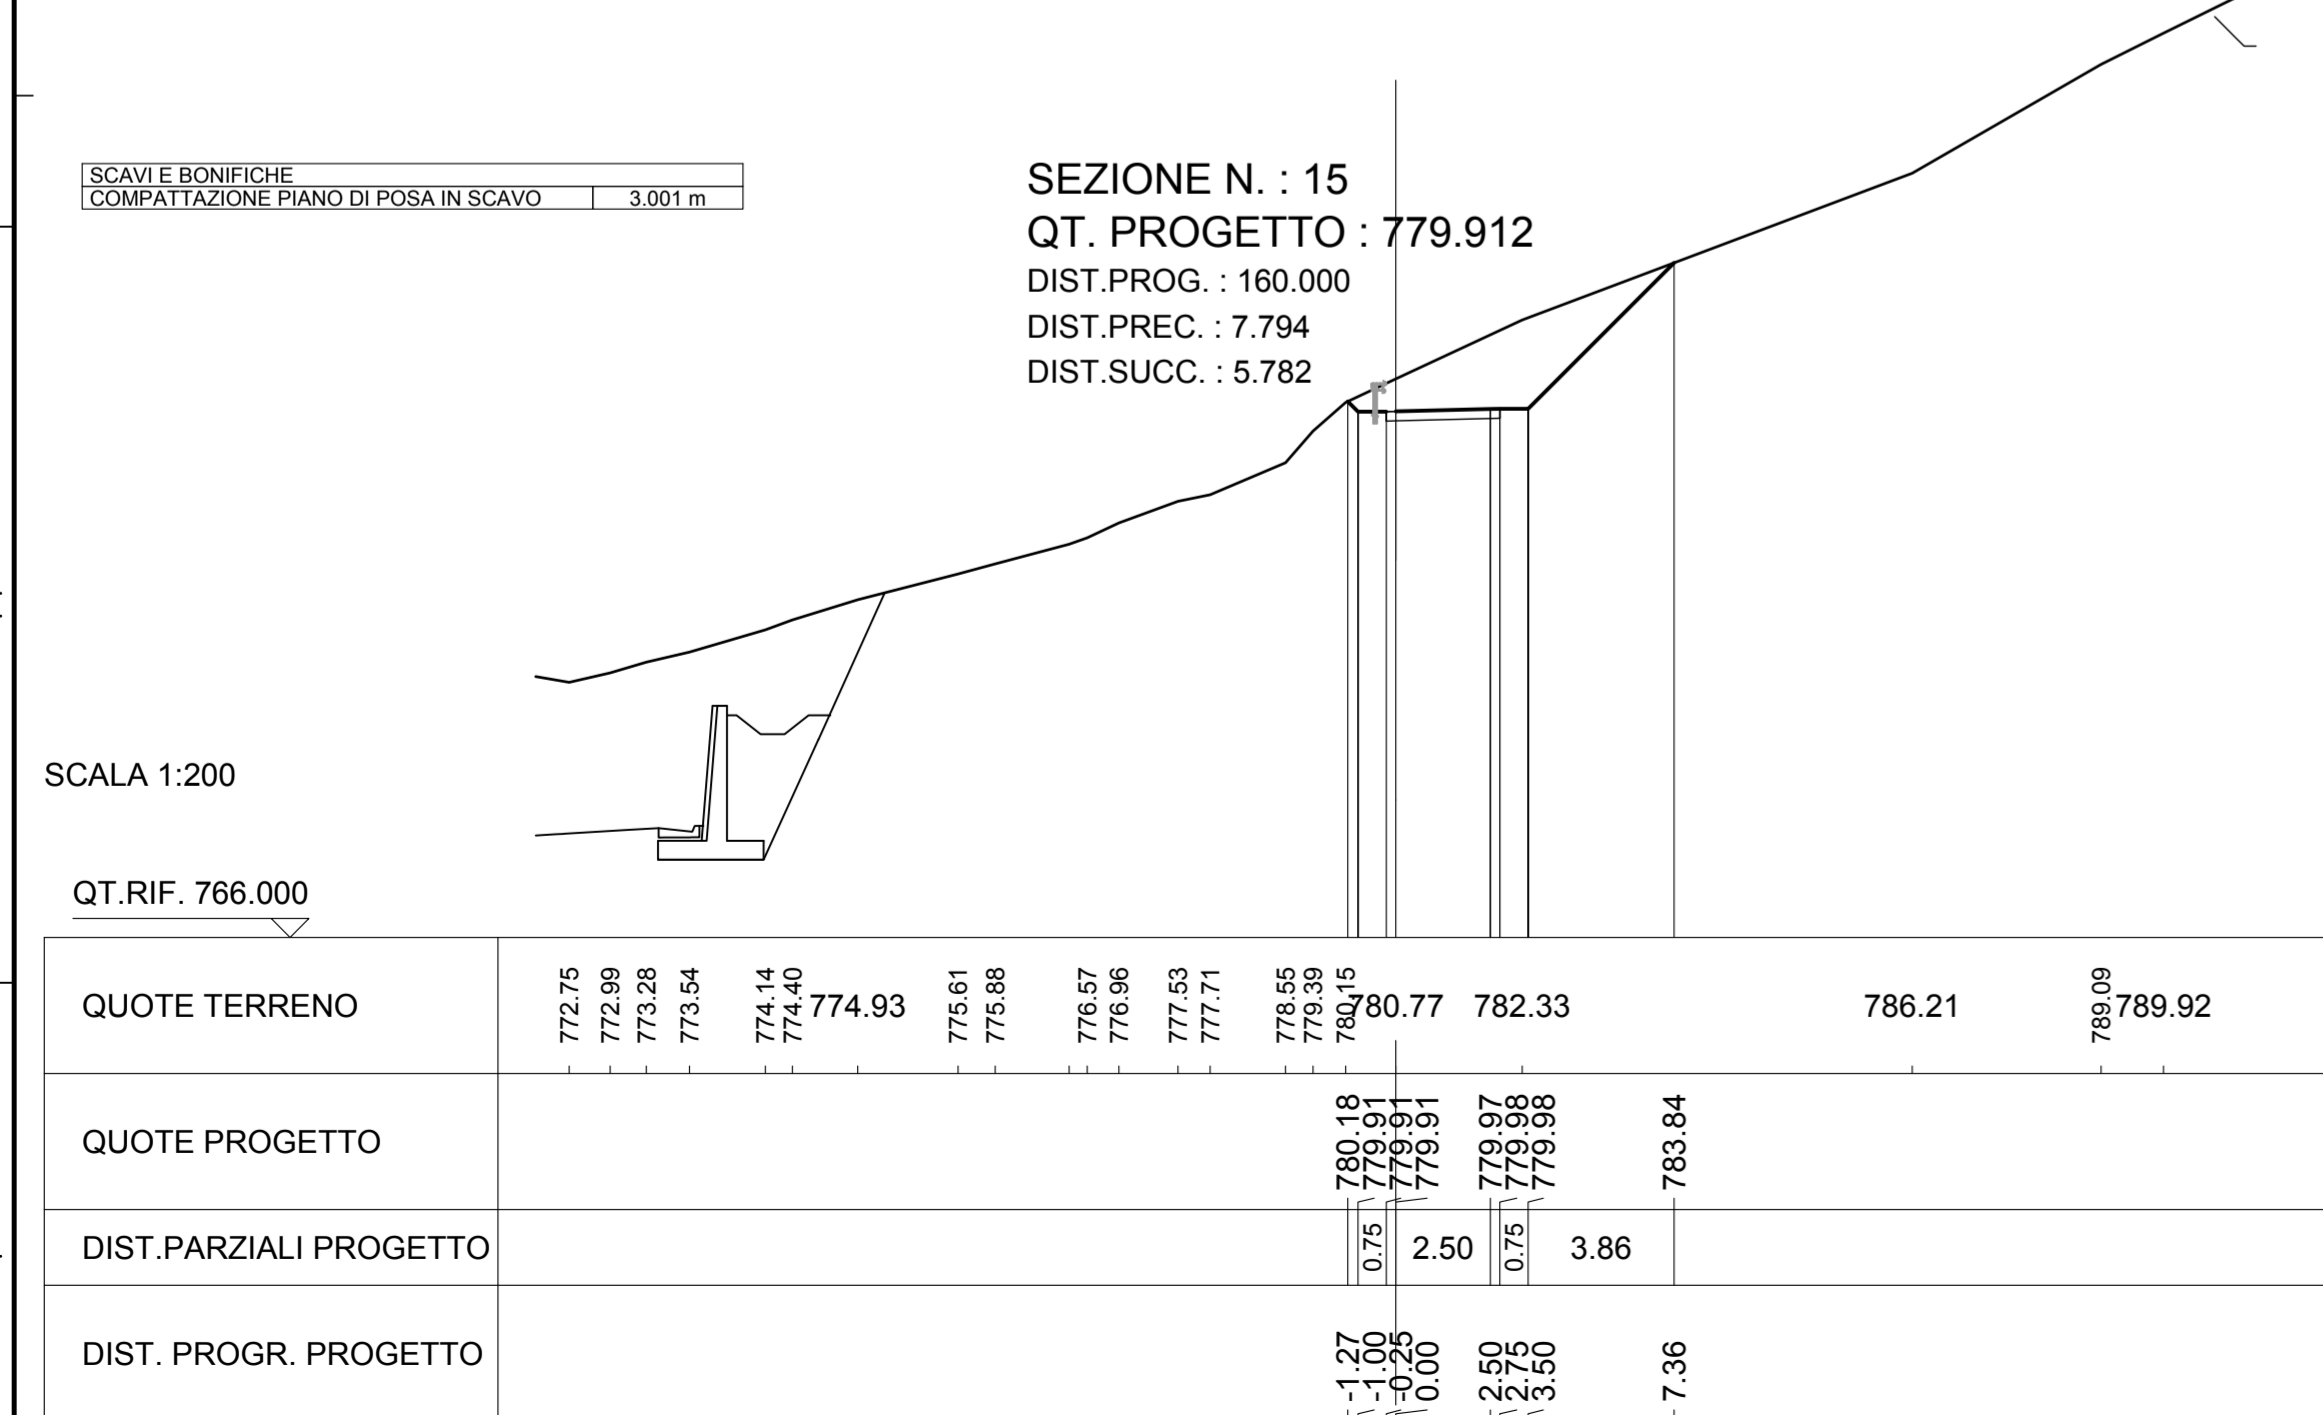 SCAVI E BONIFICHE
COMPATTAZIONE PIANO DI POSA IN SCAVO 3.001 m
SEZIONE N. : 15
QT. PROGETTO : 779.912
DIST.PROG. : 160.000
DIST.PREC. : 7.794
DIST.SUCC. : 5.782
SCALA 1:200
QT.RIF. 766.000
QUOTE TERRENO 772.75 772.99 773.28 773.54 774.14 774.40 774.93 775.61 775.88 776.57 776.96 777.53 777.71 778.55 779.39 780.15 780.77 782.33 786.21 789.09 789.92
QUOTE PROGETTO 780.18 779.91 779.91 779.91 779.97 779.98 779.98 783.84
DIST.PARZIALI PROGETTO 0.75 2.50 0.75 3.86
DIST. PROGR. PROGETTO -1.27 -1.00 -0.25 0.00 2.50 2.75 3.50 7.36